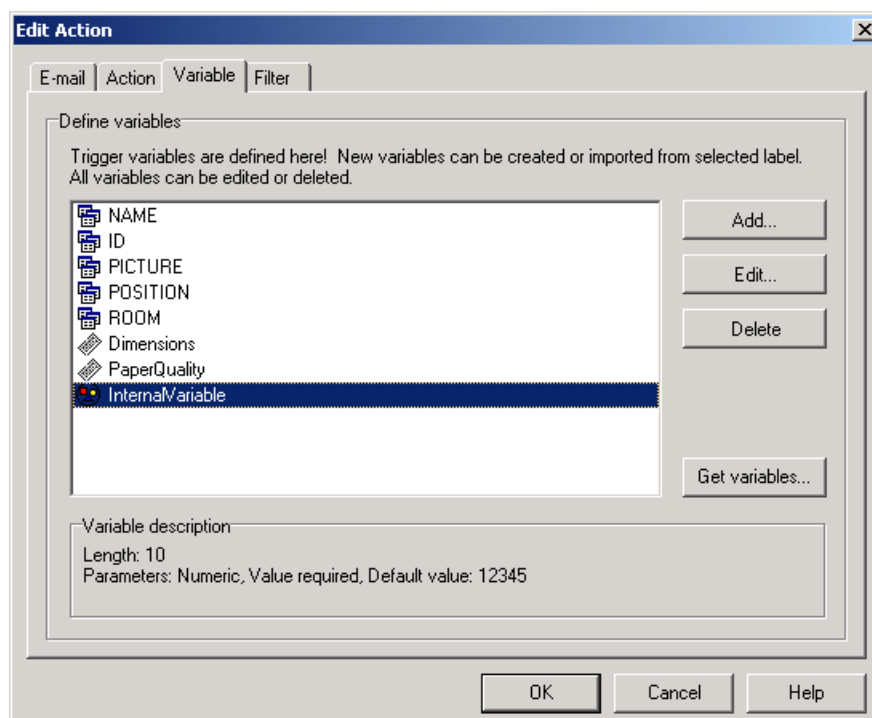 Edit Action
E-mail
Action
Variable
Filter
Define variables
Trigger variables are defined here! New variables can be created or imported from selected label.
All variables can be edited or deleted.
NAME
ID
PICTURE
POSITION
ROOM
Dimensions
PaperQuality
InternalVariable
Add...
Edit...
Delete
Get variables...
Variable description
Length: 10
Parameters: Numeric, Value required, Default value: 12345
OK
Cancel
Help